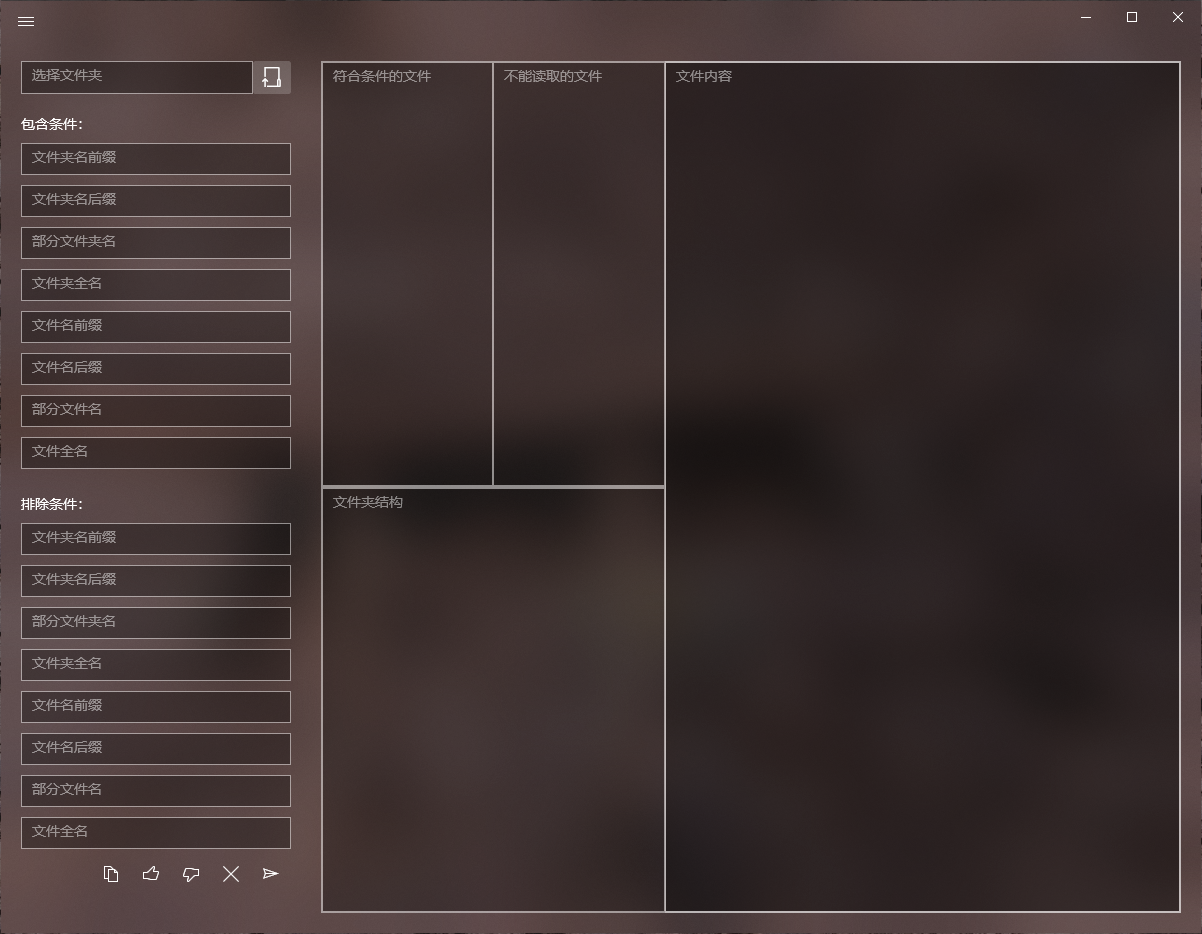 选择文件夹
包含条件:
文件夹名前缀
文件夹名后缀
部分文件夹名
文件夹全名
文件名前缀
文件名后缀
部分文件名
文件全名
排除条件:
文件夹名前缀
文件夹名后缀
部分文件夹名
文件夹全名
文件名前缀
文件名后缀
部分文件名
文件全名
符合条件的文件
不能读取的文件
文件夹结构
文件内容